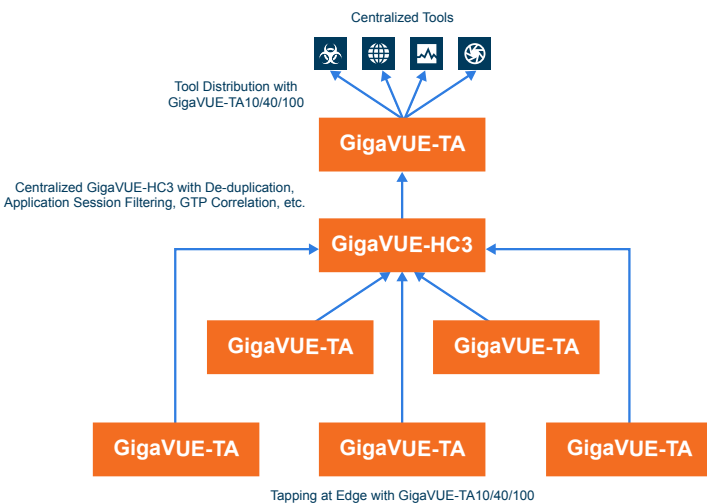 Centralized Tools
Tool Distribution with
GigaVUE-TA10/40/100
GigaVUE-TA
Centralized GigaVUE-HC3 with De-duplication,
Application Session Filtering, GTP Correlation, etc.
GigaVUE-HC3
GigaVUE-TA
GigaVUE-TA
GigaVUE-TA
GigaVUE-TA
GigaVUE-TA
Tapping at Edge with GigaVUE-TA10/40/100